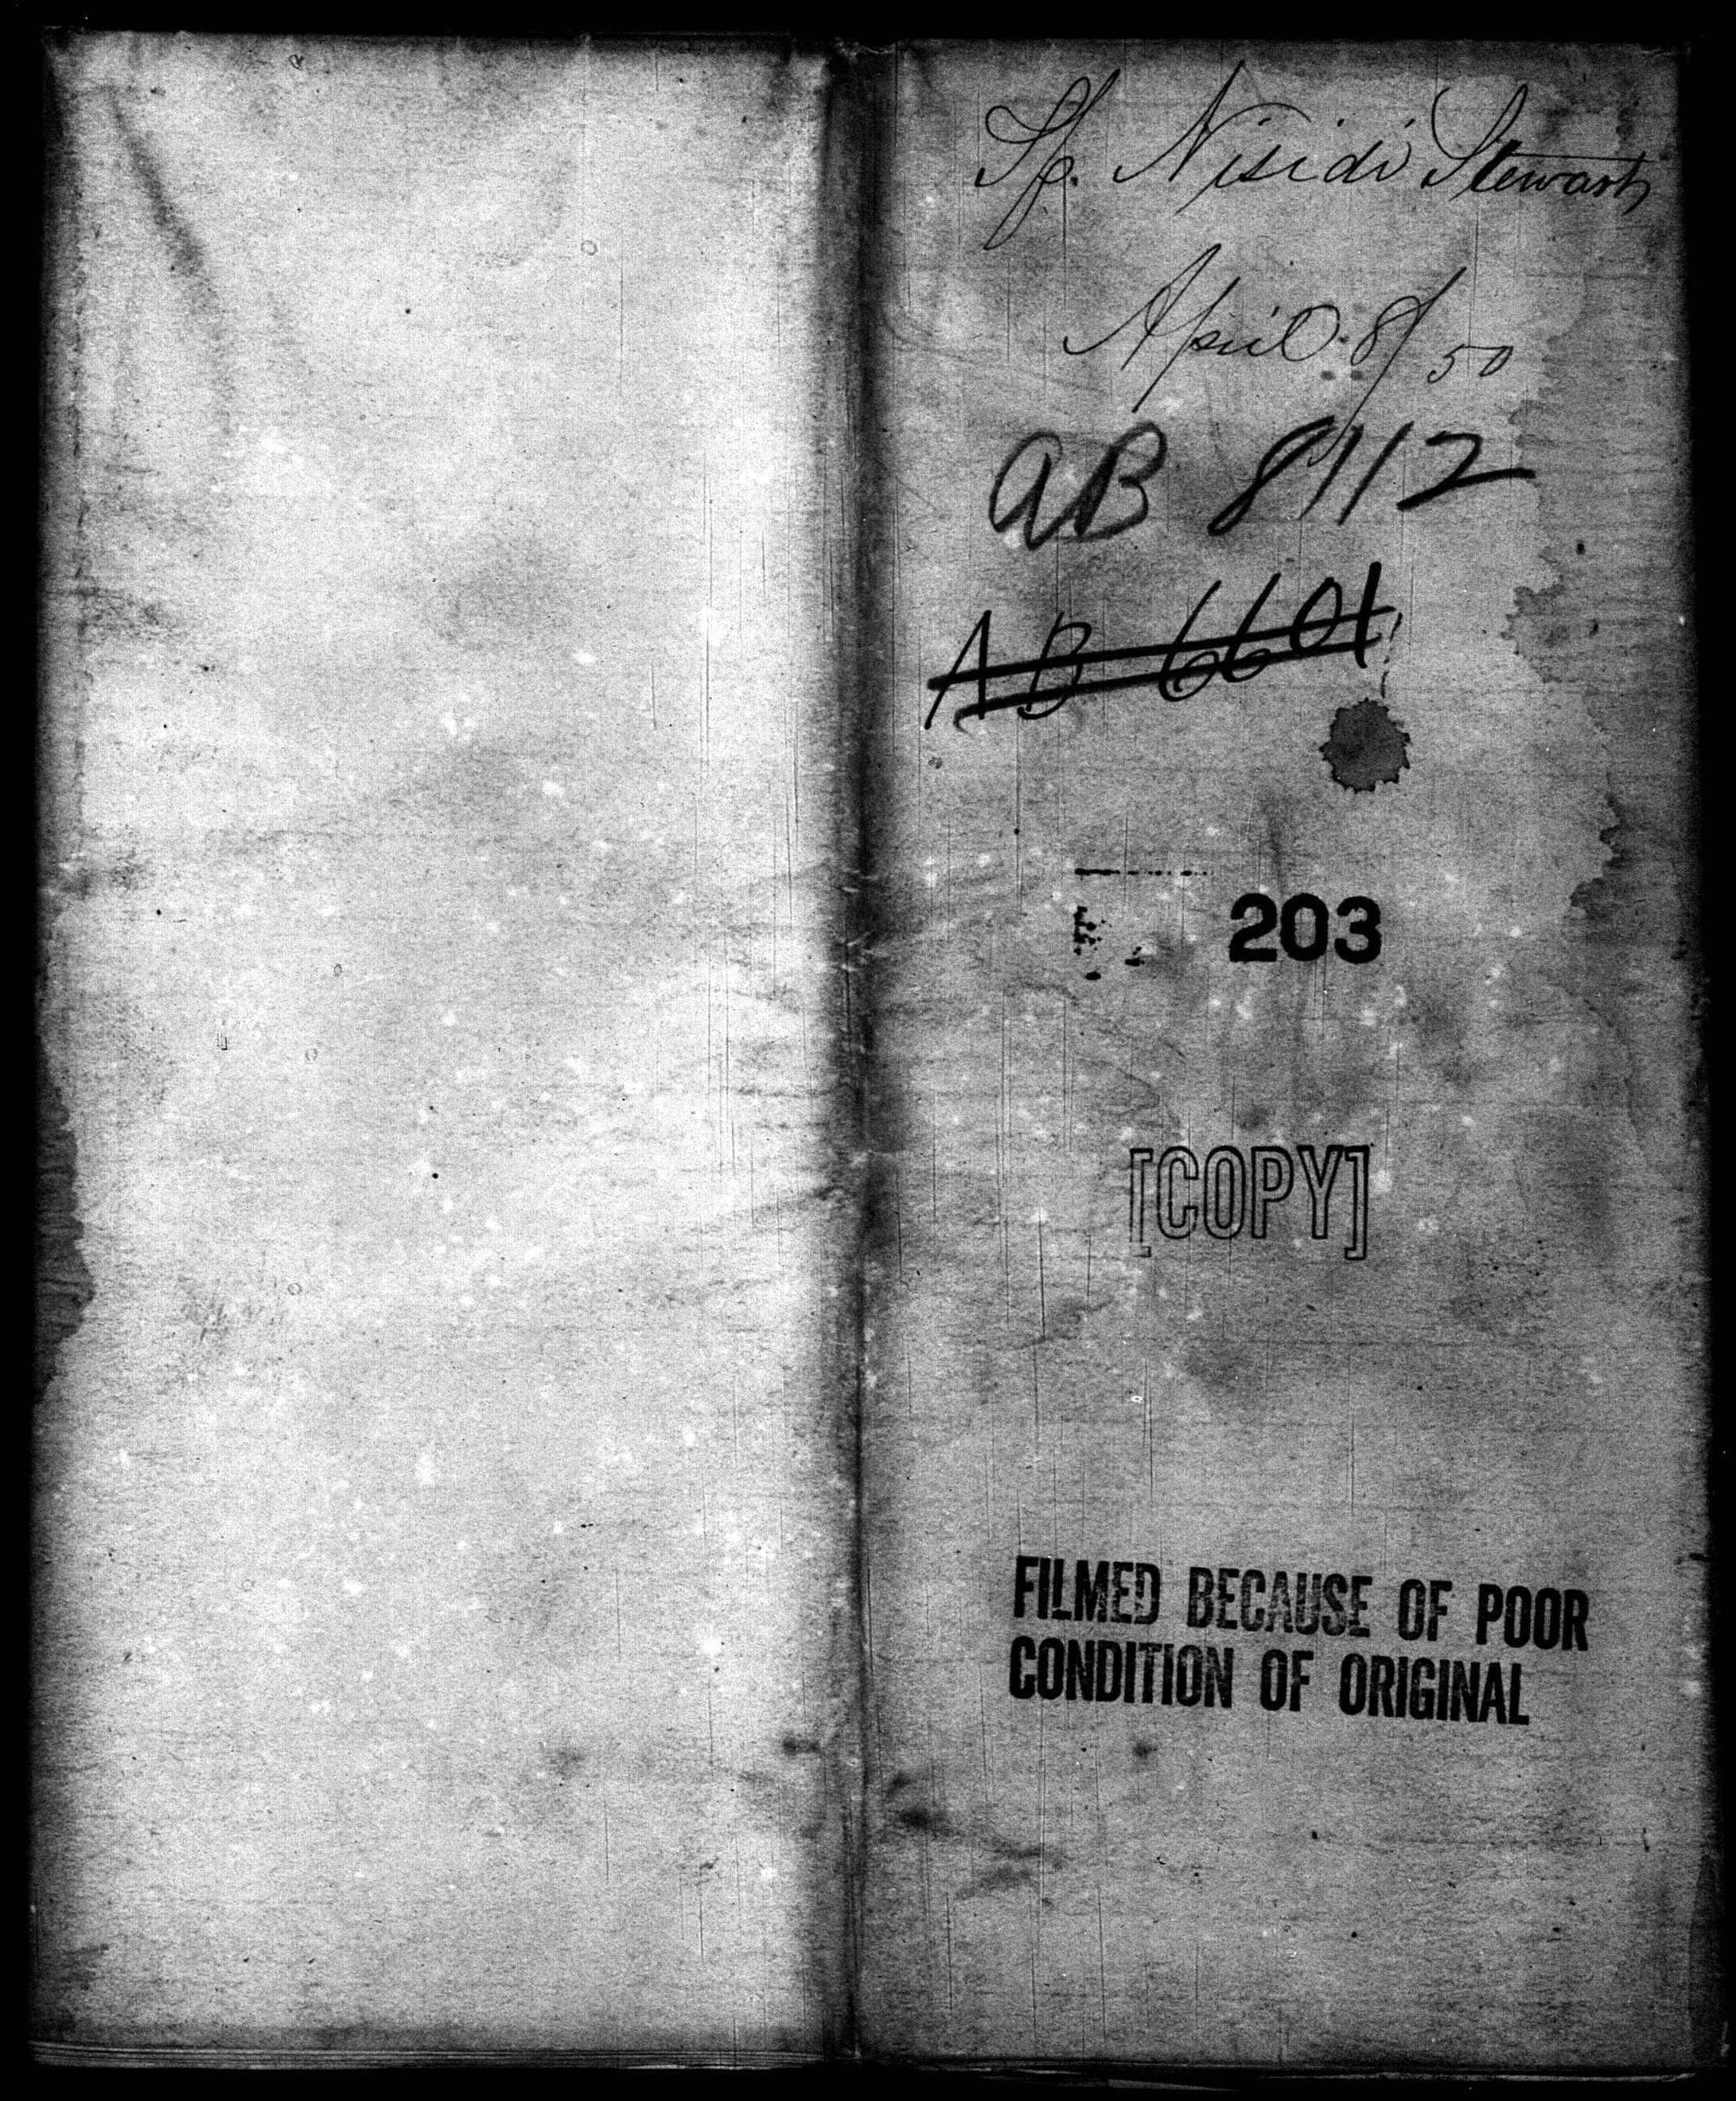 Sp. Nisidi Stewart
April 8/50
AB 8112
AB 6601
203
[COPY]
FILMED BECAUSE OF POOR
CONDITION OF ORIGINAL